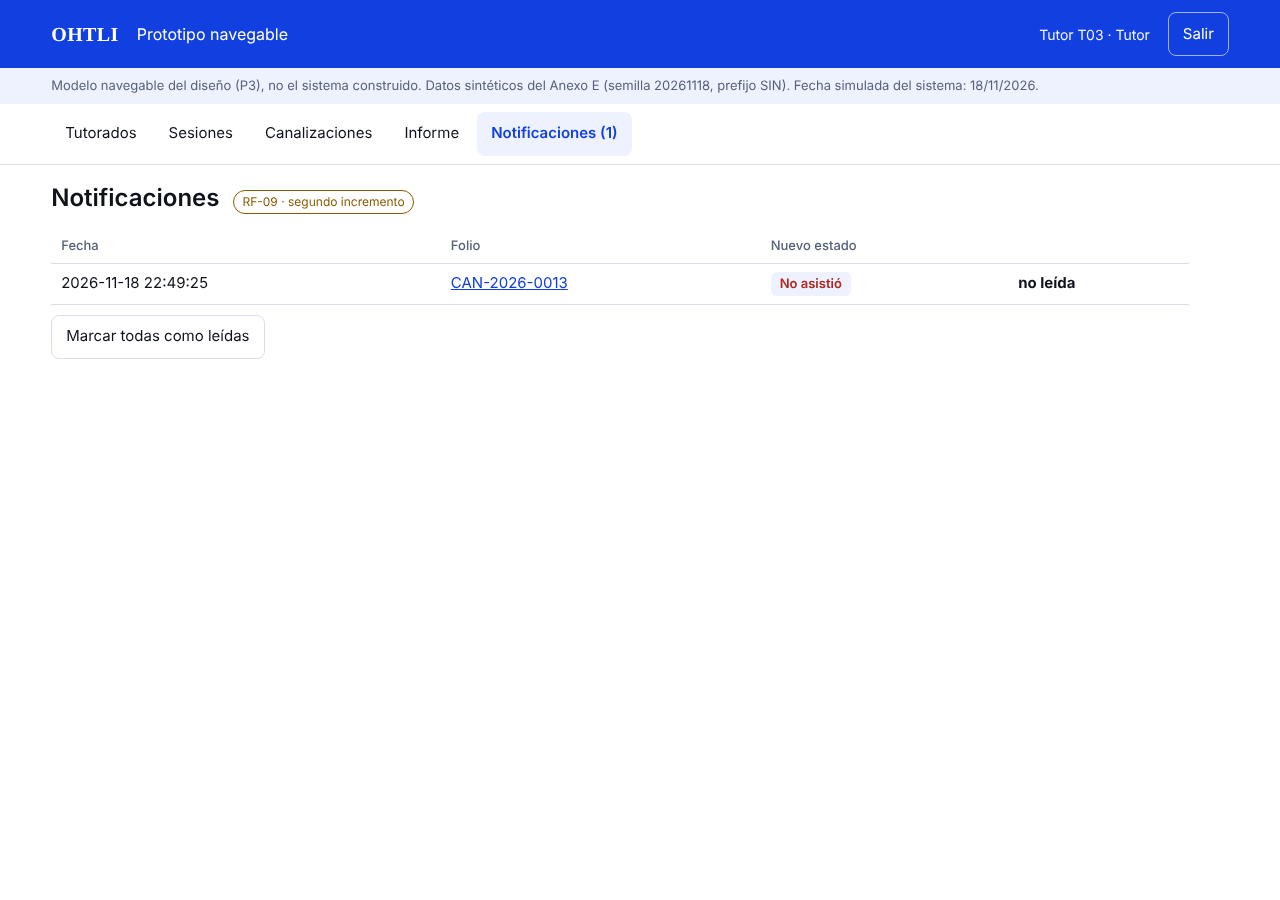 OHTLI Prototipo navegable Tutor T03 · Tutor Salir
Modelo navegable del diseño (P3), no el sistema construido. Datos sintéticos del Anexo E (semilla 20261118, prefijo SIN). Fecha simulada del sistema: 18/11/2026.
Tutorados Sesiones Canalizaciones Informe Notificaciones (1)
Notificaciones RF-09 · segundo incremento
Fecha Folio Nuevo estado
2026-11-18 22:49:25 CAN-2026-0013 No asistió no leída
Marcar todas como leídas